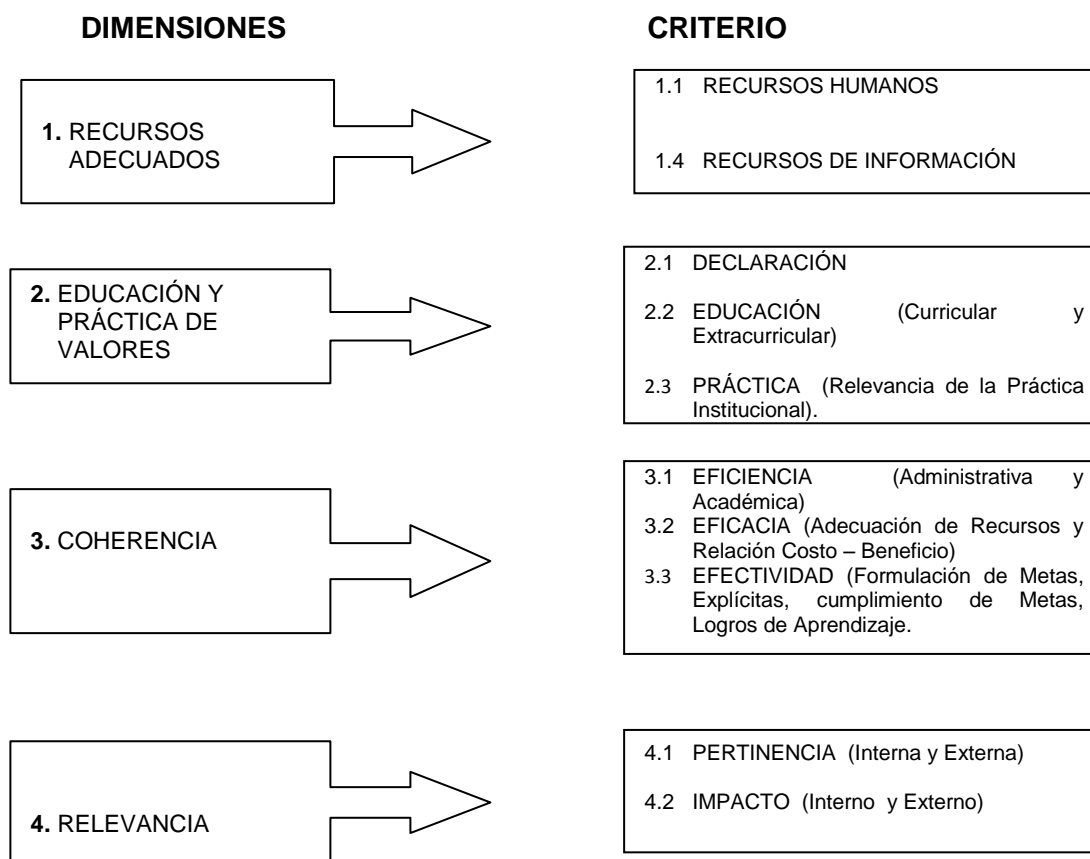 DIMENSIONES
CRITERIO
1. RECURSOS
ADECUADOS
1.1 RECURSOS HUMANOS
1.4 RECURSOS DE INFORMACIÓN
2. EDUCACIÓN Y
PRÁCTICA DE
VALORES
2.1 DECLARACIÓN
2.2 EDUCACIÓN (Curricular y
Extracurricular)
2.3 PRÁCTICA (Relevancia de la Práctica
Institucional).
3. COHERENCIA
3.1 EFICIENCIA (Administrativa y
Académica)
3.2 EFICACIA (Adecuación de Recursos y
Relación Costo – Beneficio)
3.3 EFECTIVIDAD (Formulación de Metas,
Explícitas, cumplimiento de Metas,
Logros de Aprendizaje.
4. RELEVANCIA
4.1 PERTINENCIA (Interna y Externa)
4.2 IMPACTO (Interno y Externo)